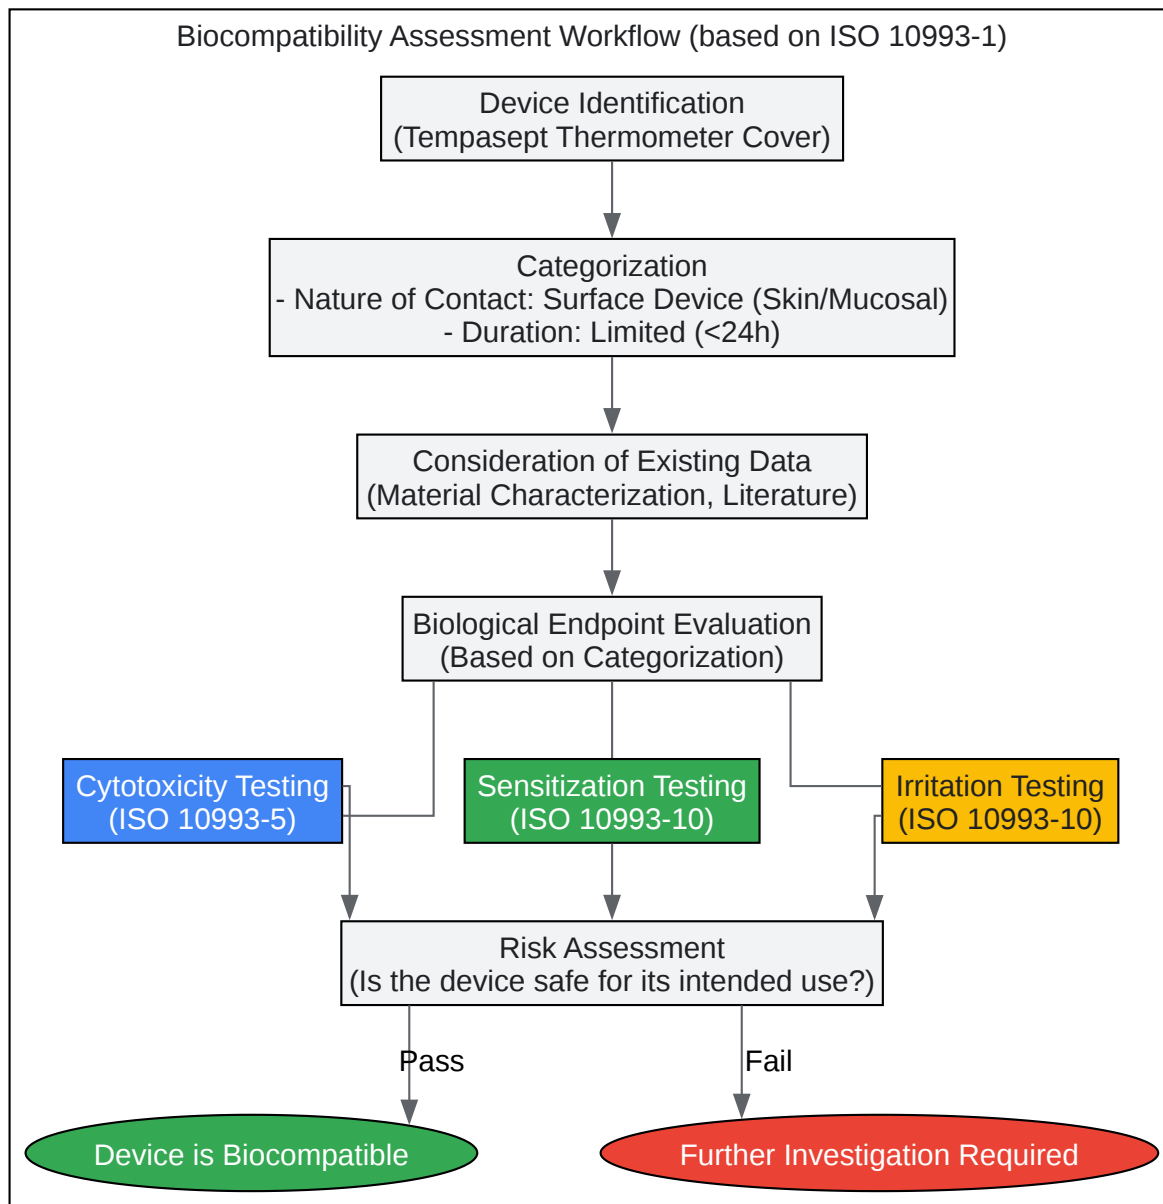 Biocompatibility Assessment Workflow (based on ISO 10993-1)
Device Identification
(Tempasept Thermometer Cover)
Categorization
- Nature of Contact: Surface Device (Skin/Mucosal)
- Duration: Limited (<24h)
Consideration of Existing Data
(Material Characterization, Literature)
Biological Endpoint Evaluation
(Based on Categorization)
Cytotoxicity Testing
(ISO 10993-5)
Sensitization Testing
(ISO 10993-10)
Irritation Testing
(ISO 10993-10)
Risk Assessment
(Is the device safe for its intended use?)
Pass
Fail
Device is Biocompatible
Further Investigation Required